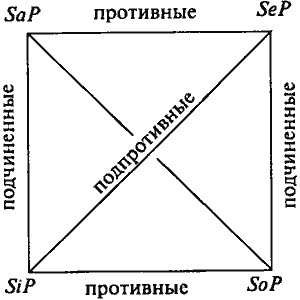 SaP противные SeP
подчиненные
подпротивные
подчиненные
SiP противные SoP